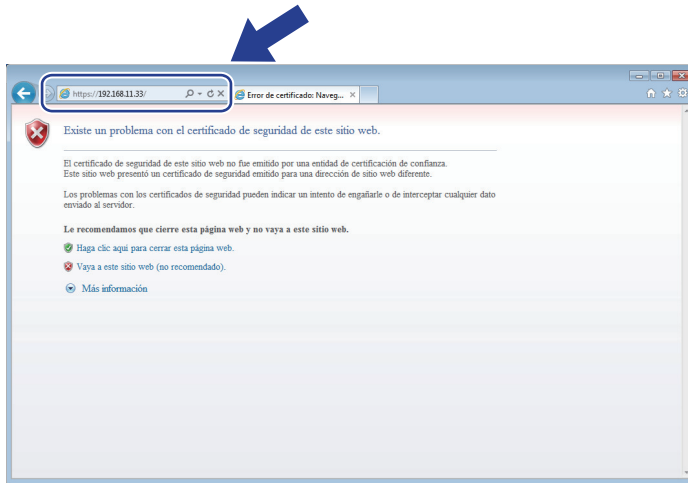 https://192.168.11.33/
Error de certificado: Naveg...
Existe un problema con el certificado de seguridad de este sitio web.
El certificado de seguridad de este sitio web no fue emitido por una entidad de certificación de confianza.
Este sitio web presentó un certificado de seguridad emitido para una dirección de sitio web diferente.
Los problemas con los certificados de seguridad pueden indicar un intento de engañarle o de interceptar cualquier dato
enviado al servidor.
Le recomendamos que cierre esta página web y no vaya a este sitio web.
Haga clic aquí para cerrar esta página web.
Vaya a este sitio web (no recomendado).
Más información